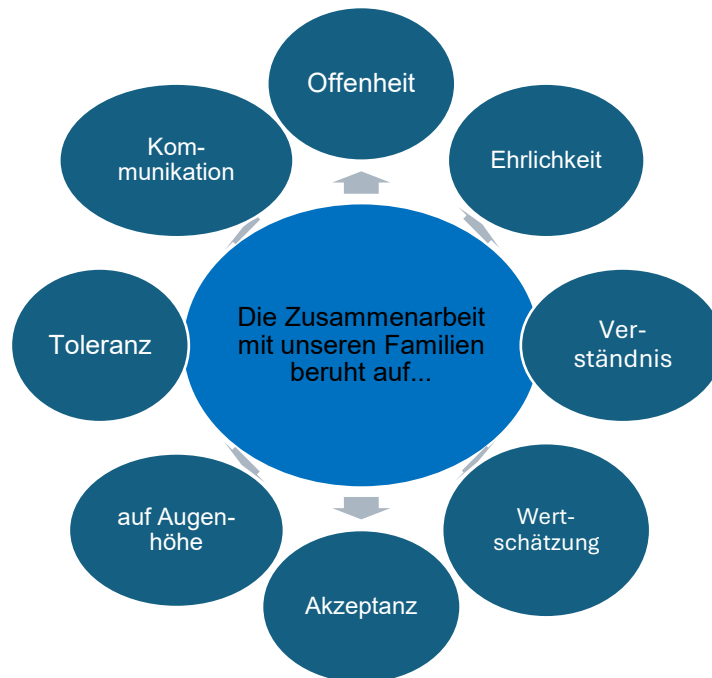 Offenheit
Ehrlichkeit
Ver-
ständnis
Wert-
schätzung
Akzeptanz
auf Augen-
höhe
Toleranz
Kom-
munikation
Die Zusammenarbeit
mit unseren Familien
beruht auf...